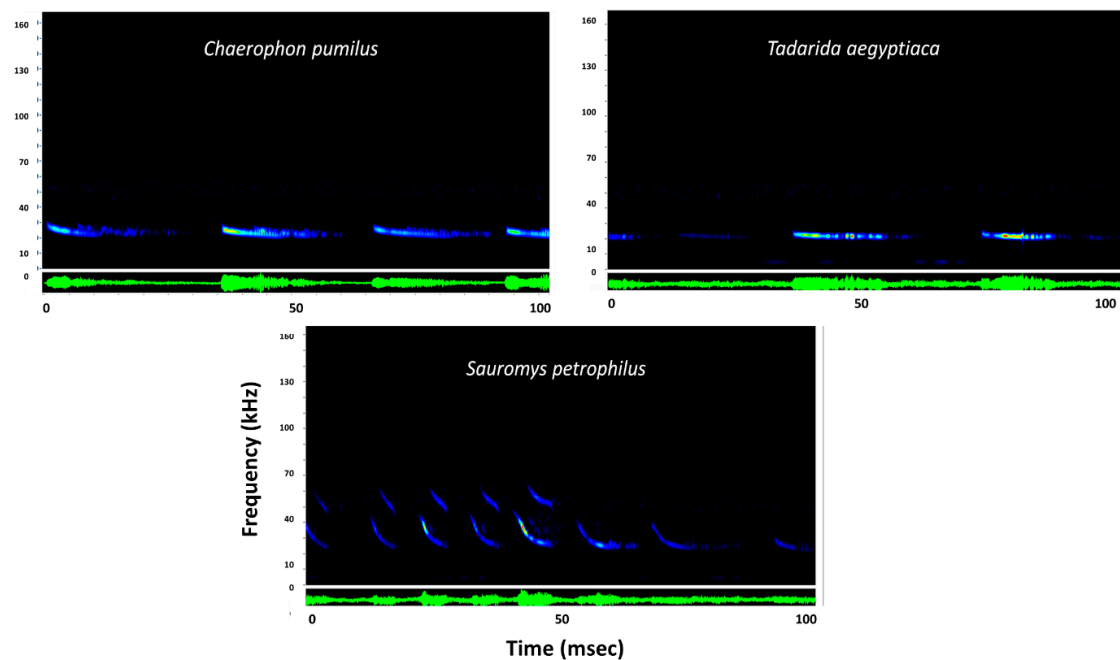 Chaerophon pumilus
160
130
100
70
40
10
0
0 50 100
Tadarida aegyptiaca
160
130
100
70
40
10
0
0 50 100
Sauromys petrophilus
Frequency (kHz)
160
130
100
70
40
10
0
0 50 100
Time (msec)